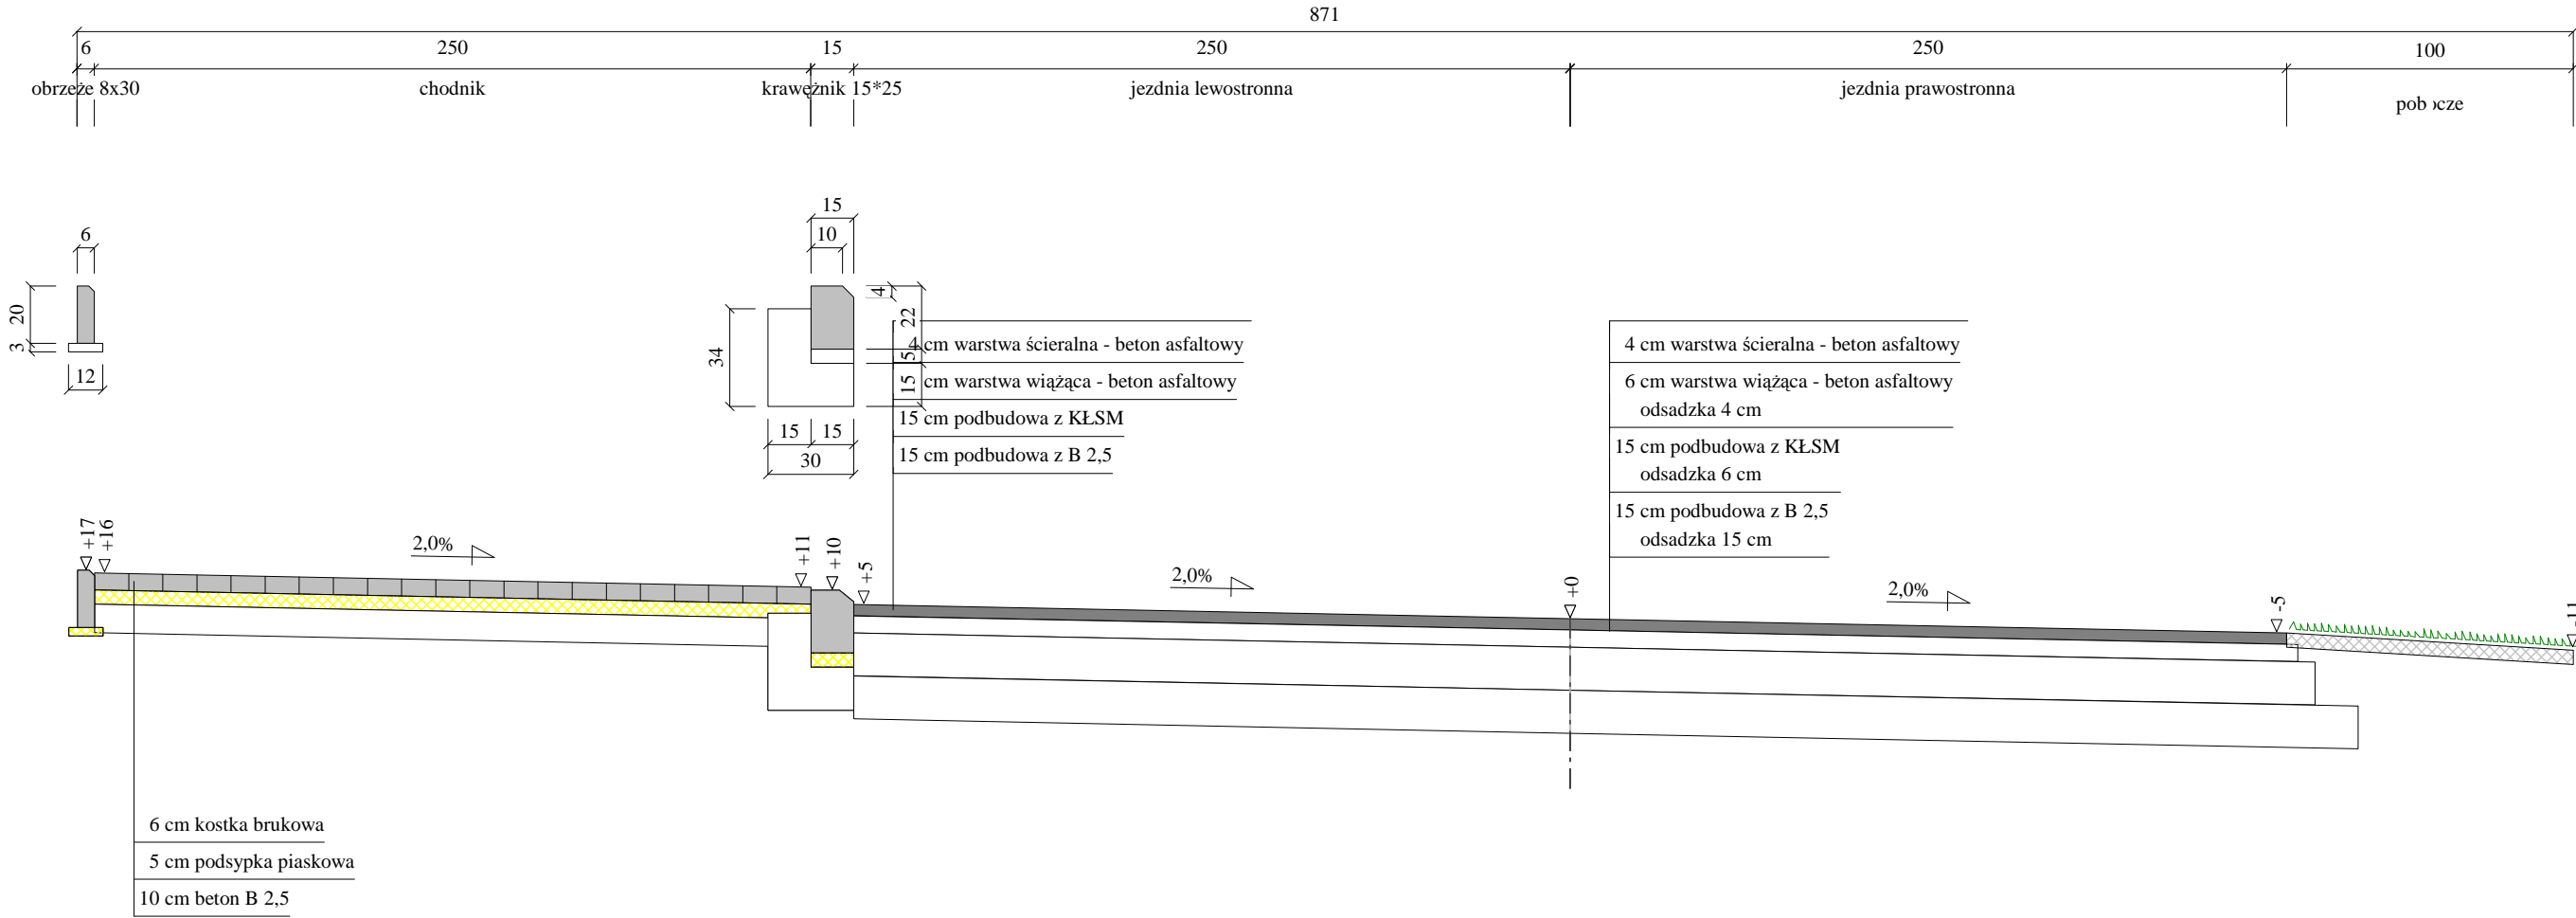 871
6 250 15 250 250 100
obrzeże 8x30 chodnik krawężnik 15*25 jezdnia lewostronna jezdnia prawostronna
15
6 10
20
3
12
34
4
22
5
15
15 15
30
4 cm warstwa ścieralna - beton asfaltowy
cm warstwa wiążąca - beton asfaltowy
15 cm podbudowa z KŁSM
15 cm podbudowa z B 2,5
4 cm warstwa ścieralna - beton asfaltowy
6 cm warstwa wiążąca - beton asfaltowy
odsadzka 4 cm
15 cm podbudowa z KŁSM
odsadzka 6 cm
15 cm podbudowa z B 2,5
odsadzka 15 cm
+17
+16
2,0%
+11
+10
+5
2,0%
+0
2,0%
-5
-11
6 cm kostka brukowa
5 cm podsypka piaskowa
10 cm beton B 2,5